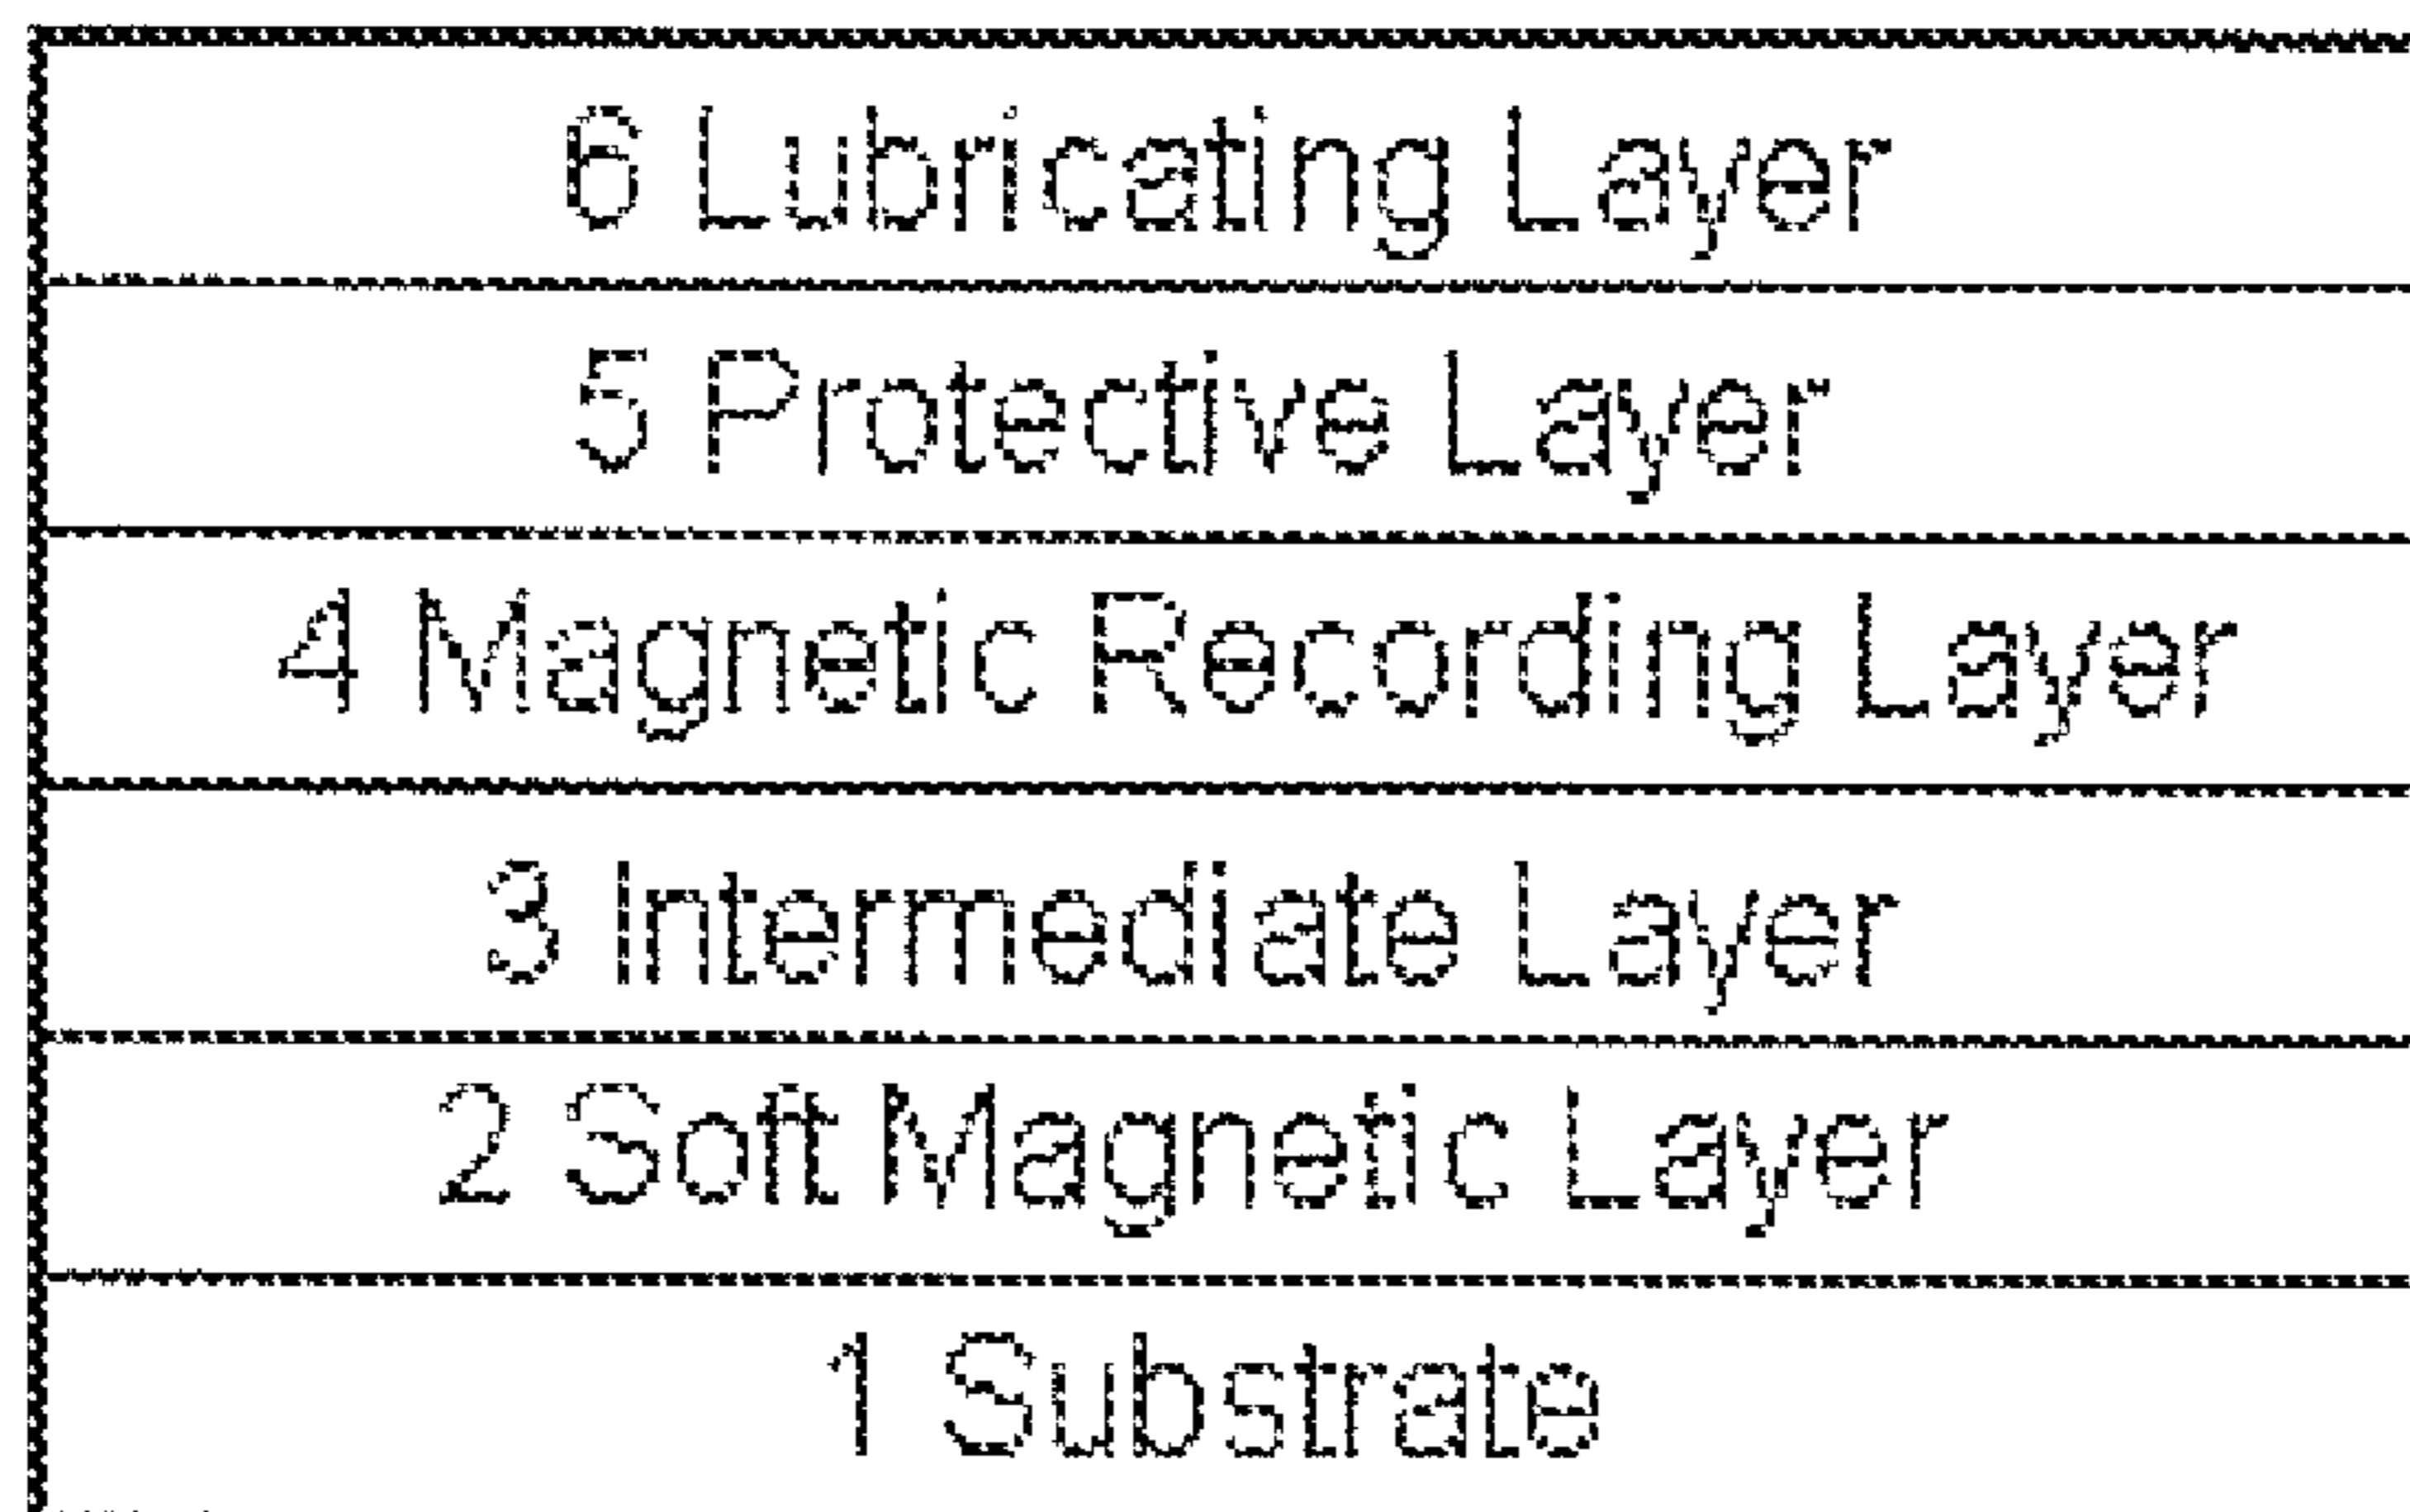 6 Lubricating Layer
5 Protective Layer
4 Magnetic Recording Layer
3 Intermediate Layer
2 Soft Magnetic Layer
1 Substrate